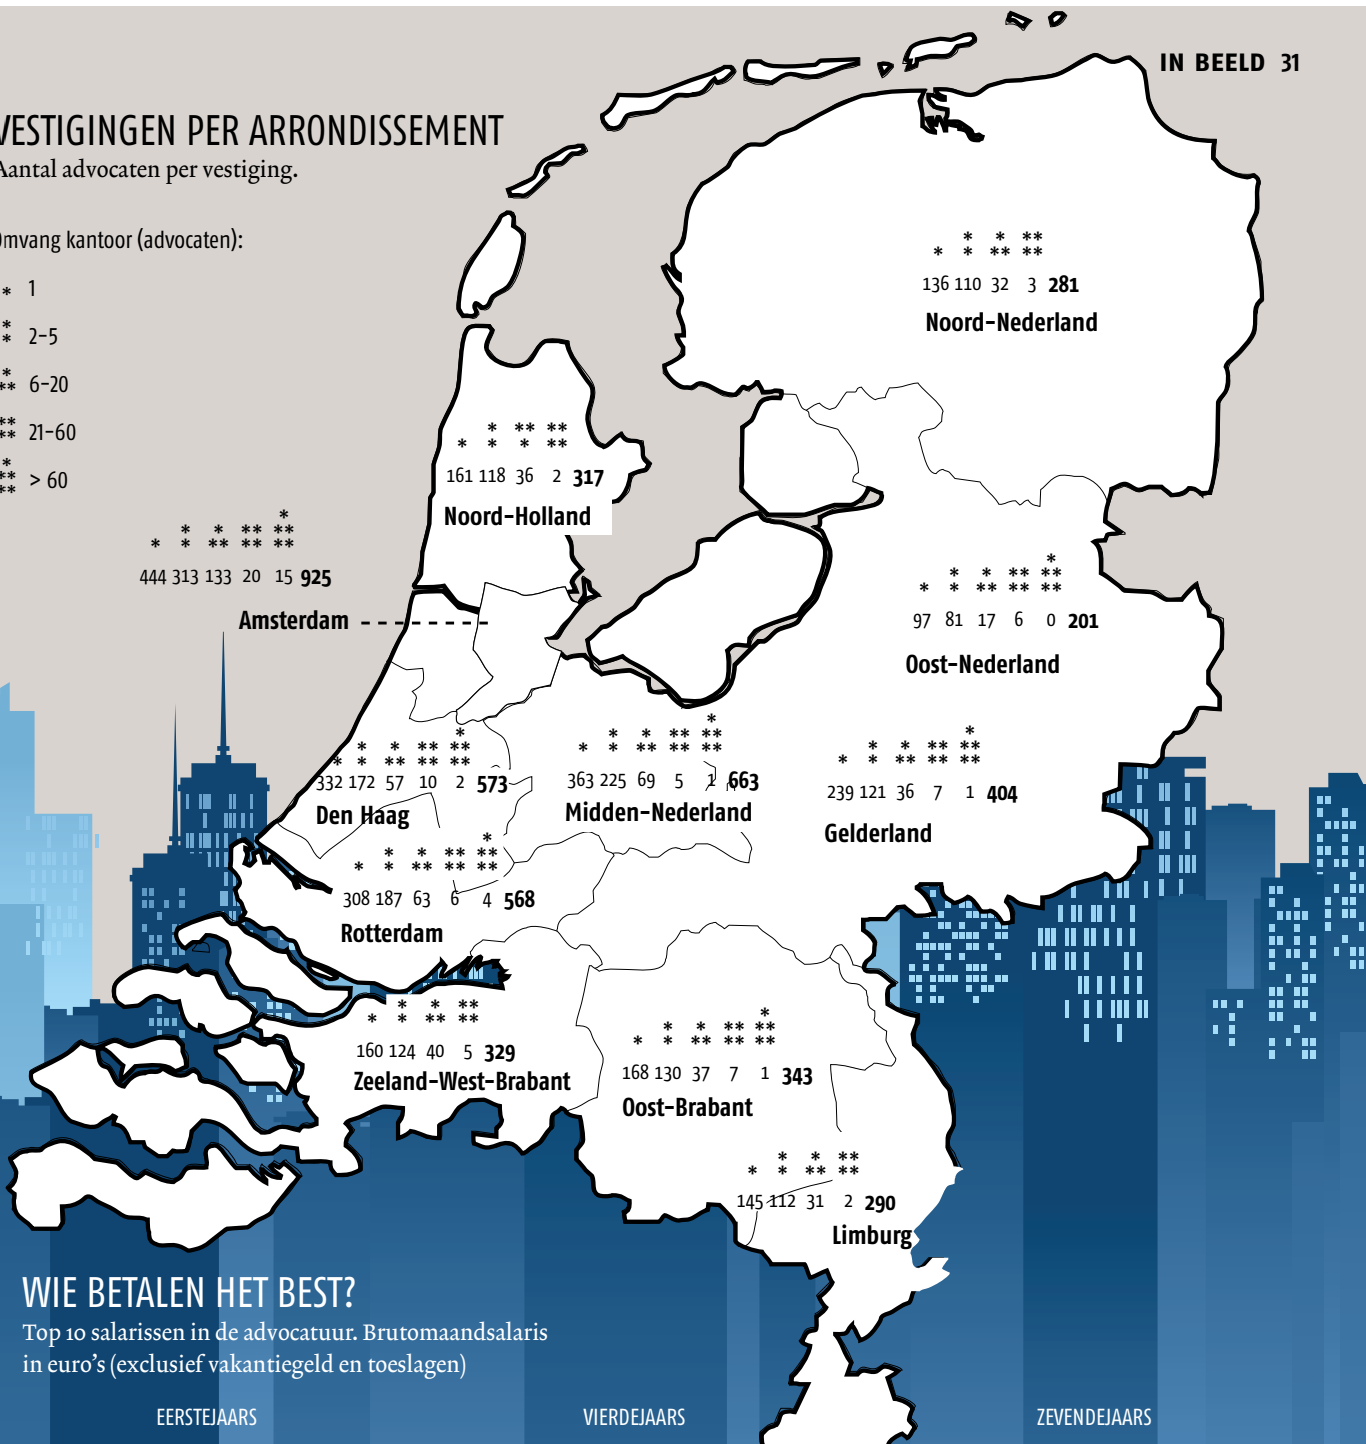 IN BEELD 31
VESTIGINGEN PER ARRONDISSEMENT
Aantal advocaten per vestiging.
Omvang kantoor (advocaten):
* 1
** 2-5
*** 6-20
**** 21-60
***** > 60
136 110 32 3 281
Noord-Nederland
161 118 36 2 317
Noord-Holland
444 313 133 20 15 925
Amsterdam
97 81 17 6 0 201
Oost-Nederland
332 172 57 10 2 573
Den Haag
363 225 69 5 1 663
Midden-Nederland
239 121 36 7 1 404
Gelderland
308 187 63 6 4 568
Rotterdam
160 124 40 5 329
Zeeland-West-Brabant
168 130 37 7 1 343
Oost-Brabant
145 112 31 2 290
Limburg
WIE BETALEN HET BEST?
Top 10 salarissen in de advocatuur. Brutomaandsalaris
in euro's (exclusief vakantiegeld en toeslagen)
EERSTEJAARS
VIERDEJAARS
ZEVENDEJAARS